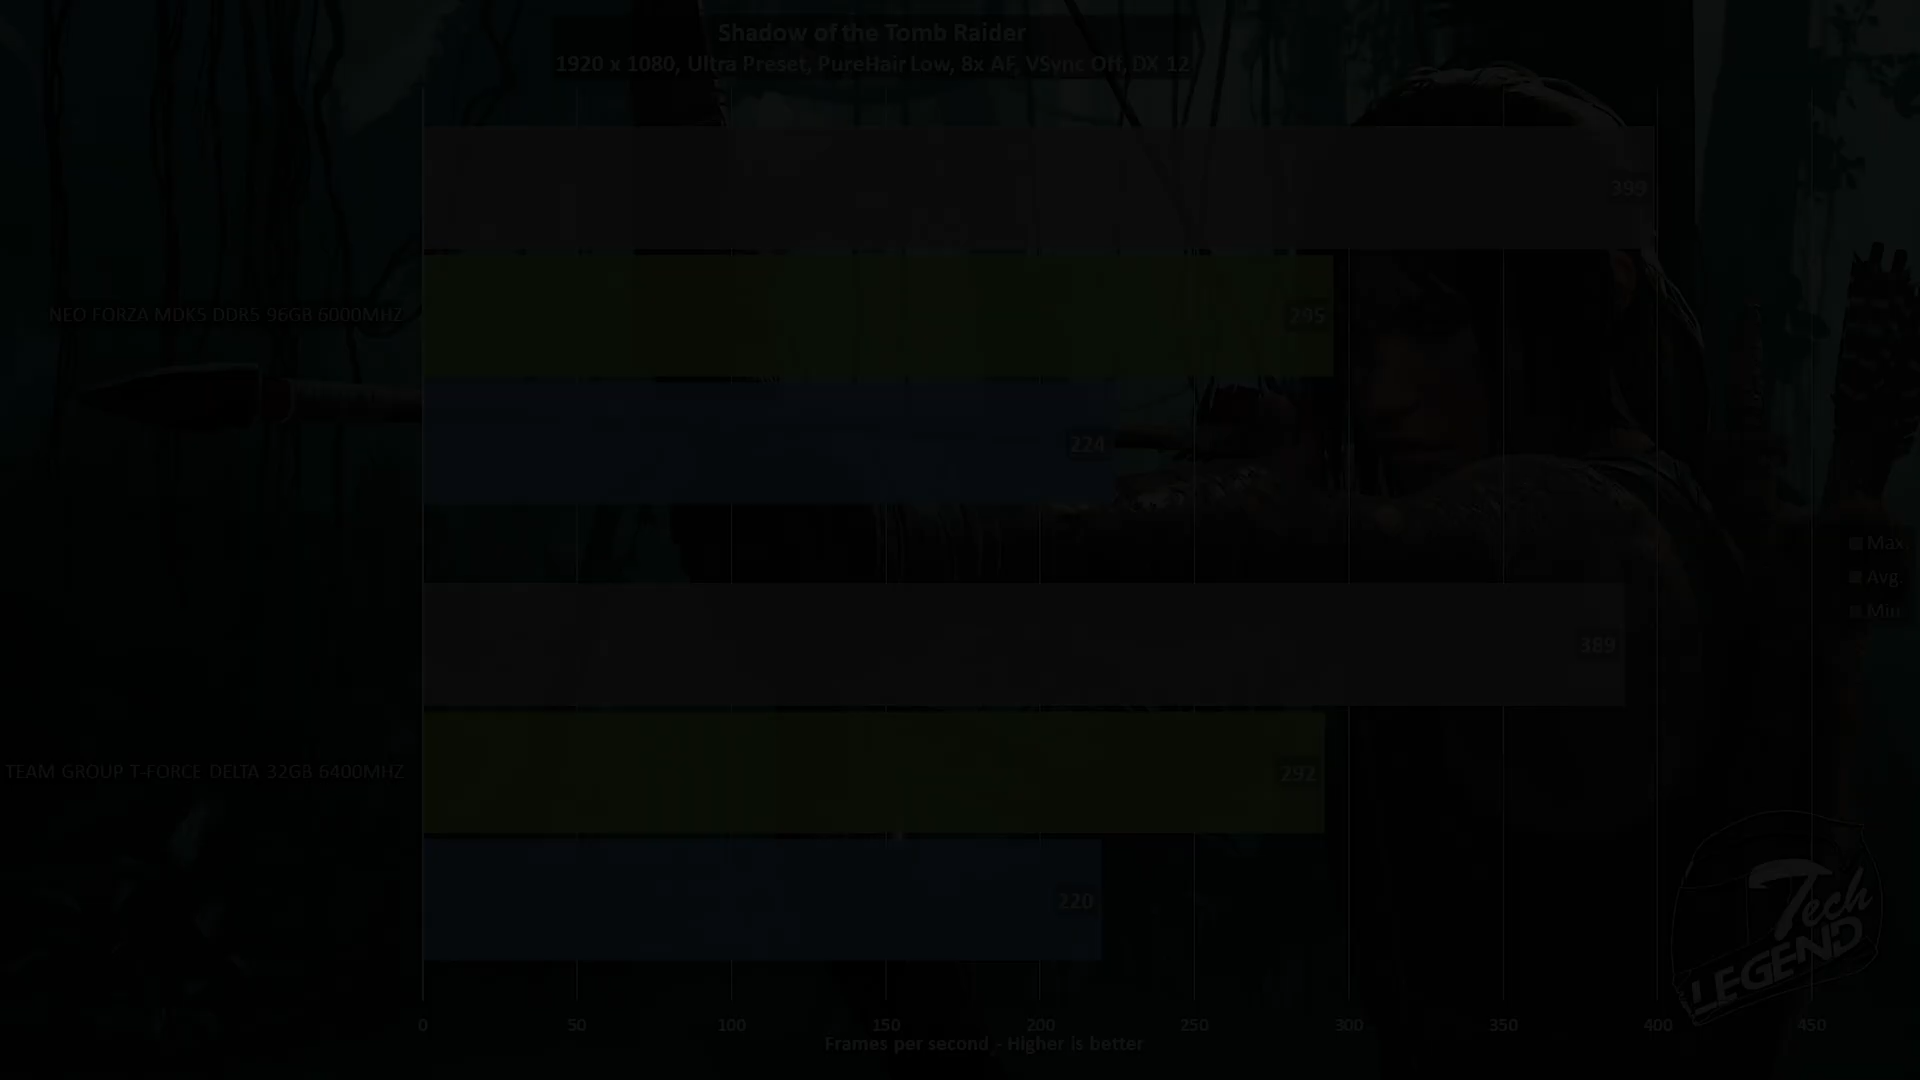 Shadow of the Tomb Raider
1920 x 1080, Ultra Preset, PureHair Low, 8x AF, VSync Off, DX 12
399
NEO FORZA MDK5 DDR5 96GB 6000MHZ
295
224
Max
Avg.
Min
389
TEAM GROUP T-FORCE DELTA 32GB 6400MHZ
292
220
Tech
LEGEND
0 50 100 150 200 250 300 350 400 450
Frames per second - Higher is better